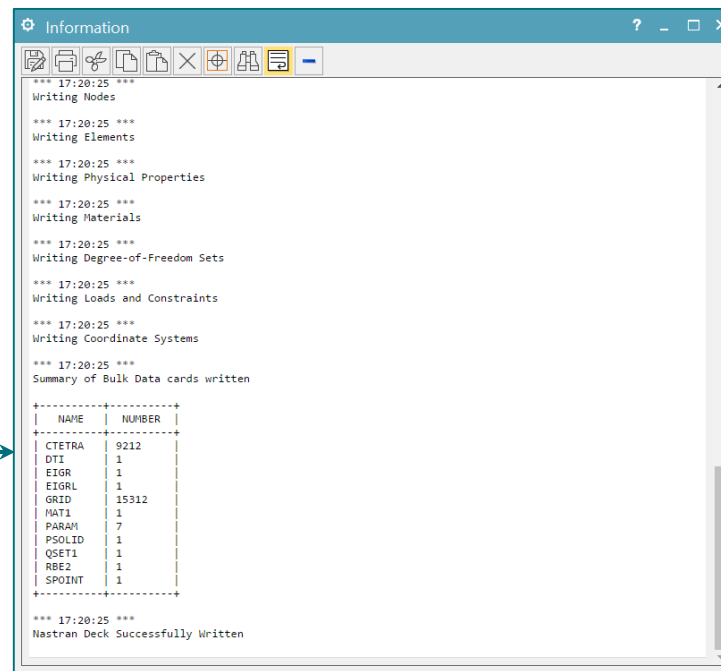 Information
*** 17:20:25 ***
Writing Nodes
*** 17:20:25 ***
Writing Elements
*** 17:20:25 ***
Writing Physical Properties
*** 17:20:25 ***
Writing Materials
*** 17:20:25 ***
Writing Degree-of-Freedom Sets
*** 17:20:25 ***
Writing Loads and Constraints
*** 17:20:25 ***
Writing Coordinate Systems
*** 17:20:25 ***
Summary of Bulk Data cards written
+----------+----------+
| NAME | NUMBER |
+----------+----------+
| CTETRA | 9212 |
| DTI | 1 |
| EIGR | 1 |
| EIGRL | 1 |
| GRID | 15312 |
| MAT1 | 1 |
| PARAM | 7 |
| PSOLID | 1 |
| QSET1 | 1 |
| RBE2 | 1 |
| SPOINT | 1 |
+----------+----------+
*** 17:20:25 ***
Nastran Deck Successfully Written